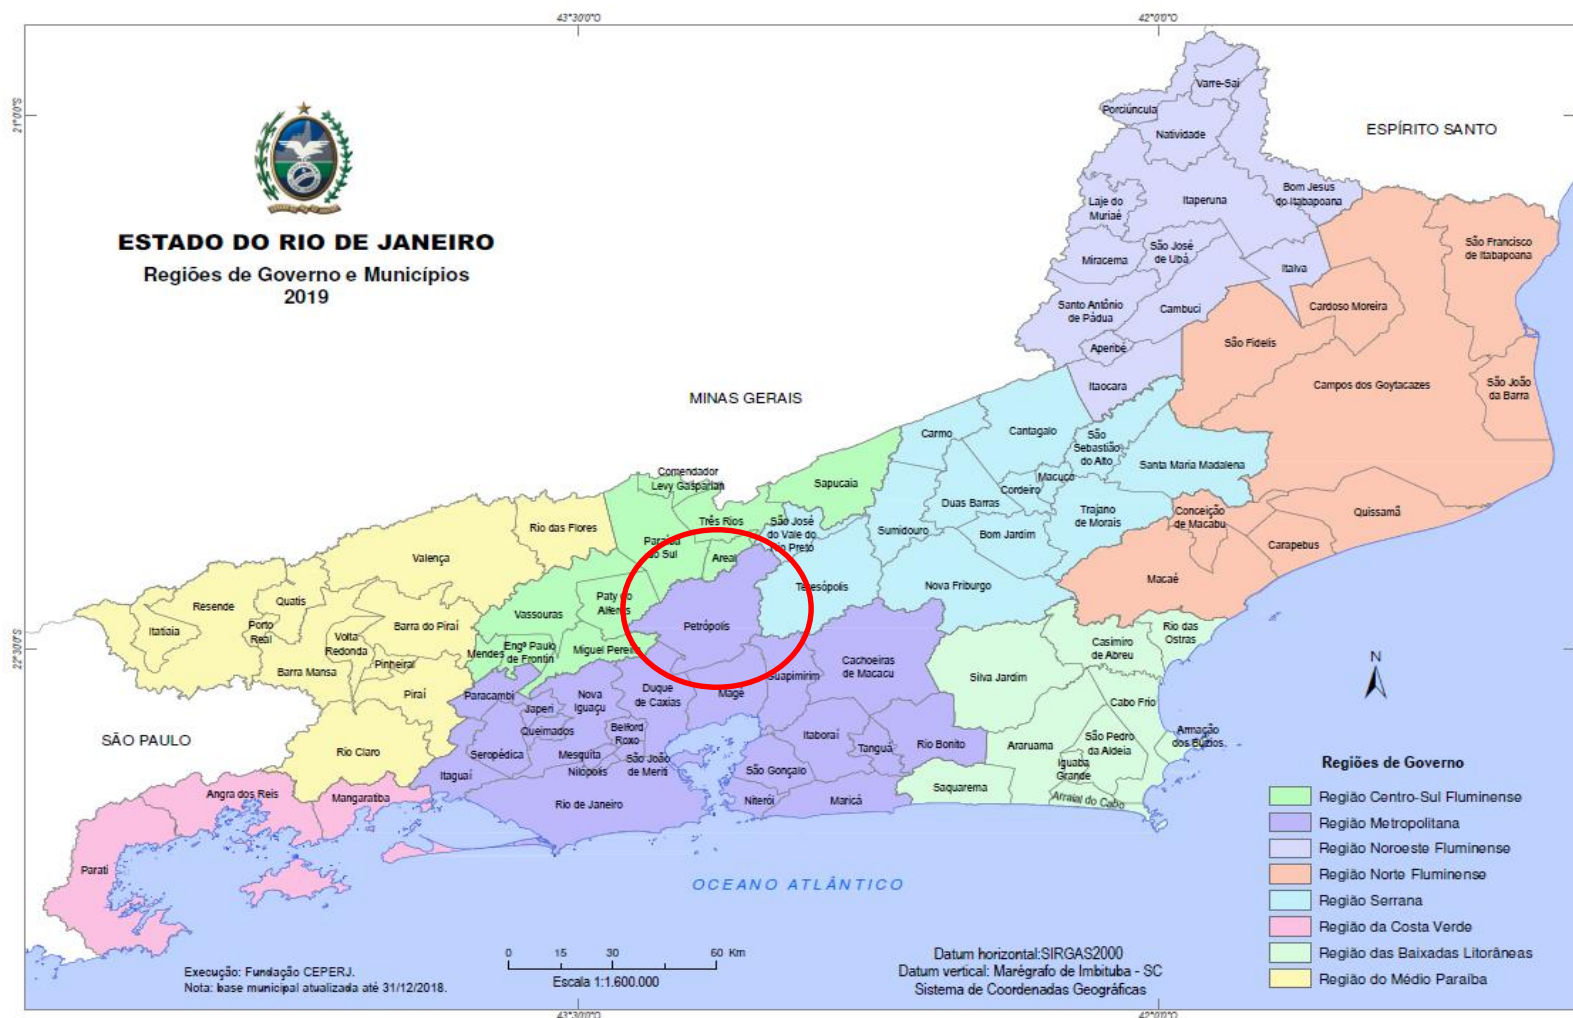 43°30'0"O
42°0'0"O
21°0'0"S
ESTADO DO RIO DE JANEIRO
Regiões de Governo e Municípios
2019
ESPÍRITO SANTO
MINAS GERAIS
SÃO PAULO
Varre-Sai
Porciúncula
Natividade
Bom Jesus
do Itabapoana
Itaperuna
Laje do
Muriaé
São José
de Ubá
Miracema
Italva
Santo Antônio
de Pádua
Cambuci
Aperibé
Itaocara
São Francisco
de Itabapoana
Cardoso Moreira
São Fidelis
Campos dos Goytacazes
São João
da Barra
Carmo
Cantagalo
São
Sebastião
do Alto
Santa Maria Madalena
Macuco
Cordeiro
Duas Barras
Trajano
de Morais
Conceição
de Macabu
Quissamã
Carapebus
Macaé
Sumidouro
Bom Jardim
Nova Friburgo
Comendador
Levy Gasparian
Sapucaia
Três Rios
São José
do Vale do
Rio Preto
Paraíba
do Sul
Areal
Teresópolis
Rio das Flores
Valença
Paty do
Alferes
Vassouras
Petrópolis
Resende
Quatis
Itatiaia
Porto
Real
Volta
Redonda
Barra do Piraí
Mendes
Engº Paulo
de Frontin
Miguel Pereira
Barra Mansa
Pinheiral
Piraí
Rio Claro
22°30'0"S
Paracambi
Japeri
Nova
Iguaçu
Duque
de Caxias
Magé
Guapimirim
Cachoeiras
de Macacu
Queimados
Belford
Roxo
Seropédica
Mesquita
Nilópolis
São João
de Meriti
Itaguaí
Rio de Janeiro
Itaboraí
Tanguá
Rio Bonito
São Gonçalo
Niterói
Maricá
Silva Jardim
Casimiro
de Abreu
Rio das
Ostras
Cabo Frio
Armação
dos Búzios
Araruama
São Pedro
da Aldeia
Iguaba
Grande
Saquarema
Arraial do Cabo
Angra dos Reis
Mangaratiba
Parati
OCEANO ATLÂNTICO
N
Regiões de Governo
Região Centro-Sul Fluminense
Região Metropolitana
Região Noroeste Fluminense
Região Norte Fluminense
Região Serrana
Região da Costa Verde
Região das Baixadas Litorâneas
Região do Médio Paraíba
Execução: Fundação CEPERJ.
Nota: base municipal atualizada até 31/12/2018.
0 15 30 60 Km
Escala 1:1.600.000
Datum horizontal:SIRGAS2000
Datum vertical: Marégrafo de Imbituba - SC
Sistema de Coordenadas Geográficas
43°30'0"O
42°0'0"O